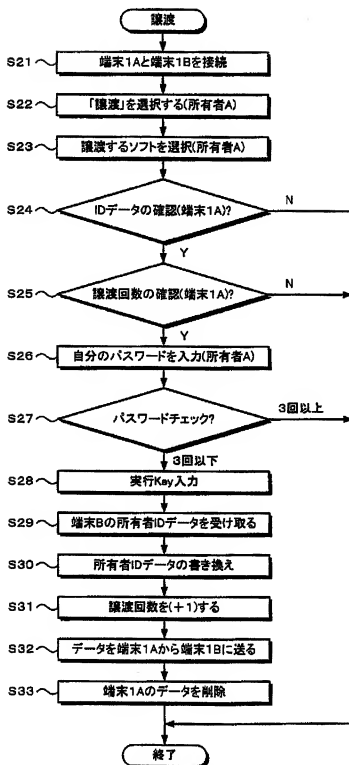 譲渡
S21 端末1Aと端末1Bを接続
S22 「譲渡」を選択する(所有者A)
S23 譲渡するソフトを選択(所有者A)
S24 IDデータの確認(端末1A)? N
Y
S25 譲渡回数の確認(端末1A)? N
Y
S26 自分のパスワードを入力(所有者A)
S27 パスワードチェック? 3回以上
3回以下
S28 実行Key入力
S29 端末Bの所有者IDデータを受け取る
S30 所有者IDデータの書き換え
S31 譲渡回数を(+1)する
S32 データを端末1Aから端末1Bに送る
S33 端末1Aのデータを削除
終了